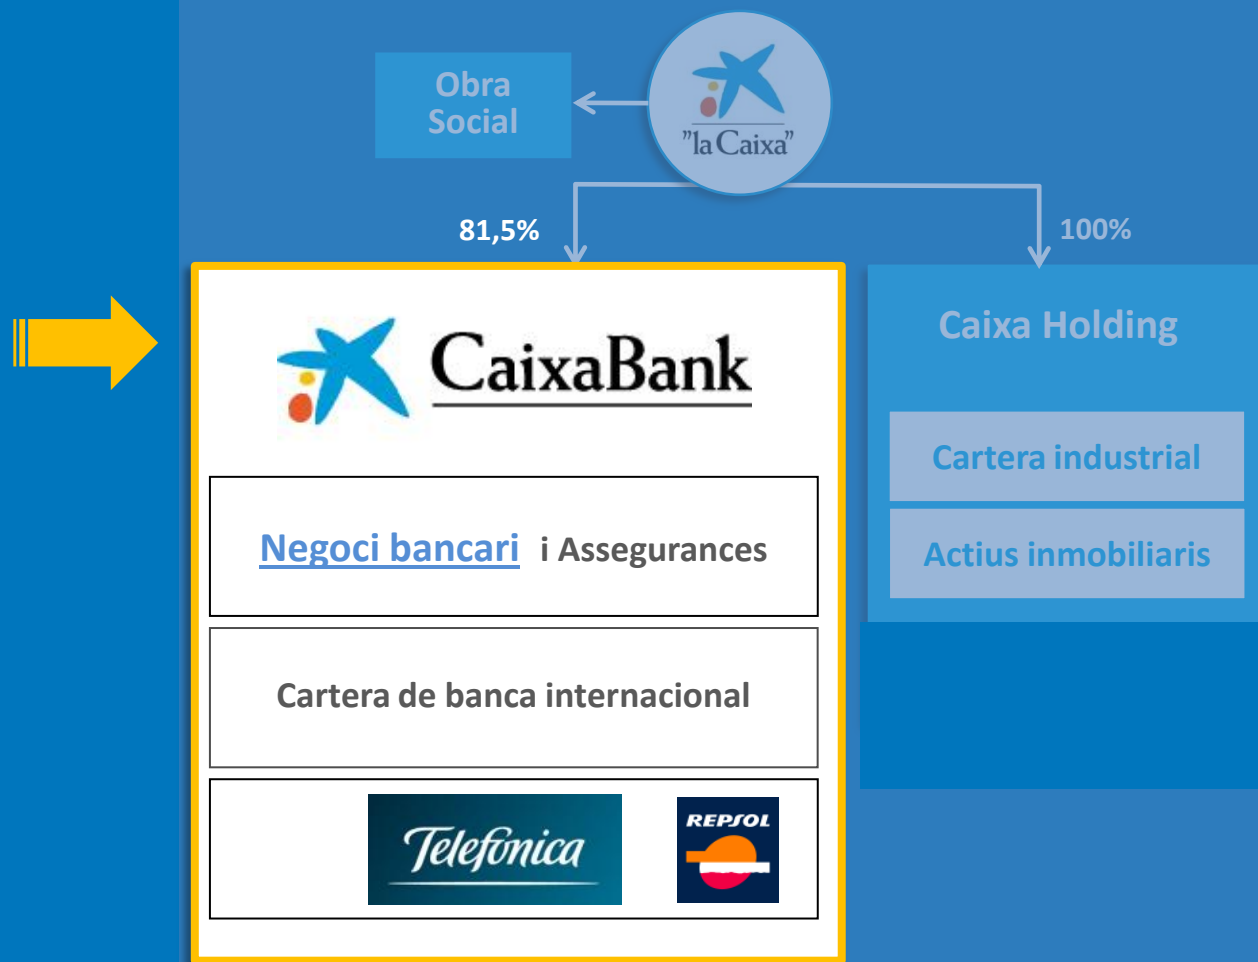 Obra
Social
"la Caixa"
81,5%
100%
CaixaBank
Caixa Holding
Negoci bancari i Assegurances
Cartera industrial
Actius inmobiliaris
Cartera de banca internacional
Telefónica
REPSOL